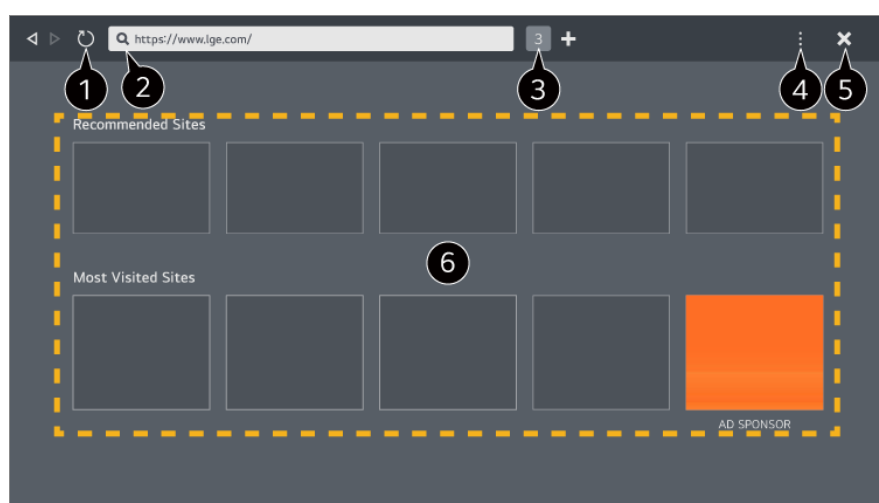 https://www.lge.com/ 3
1 2 3 4 5
Recommended Sites
6
Most Visited Sites
AD SPONSOR